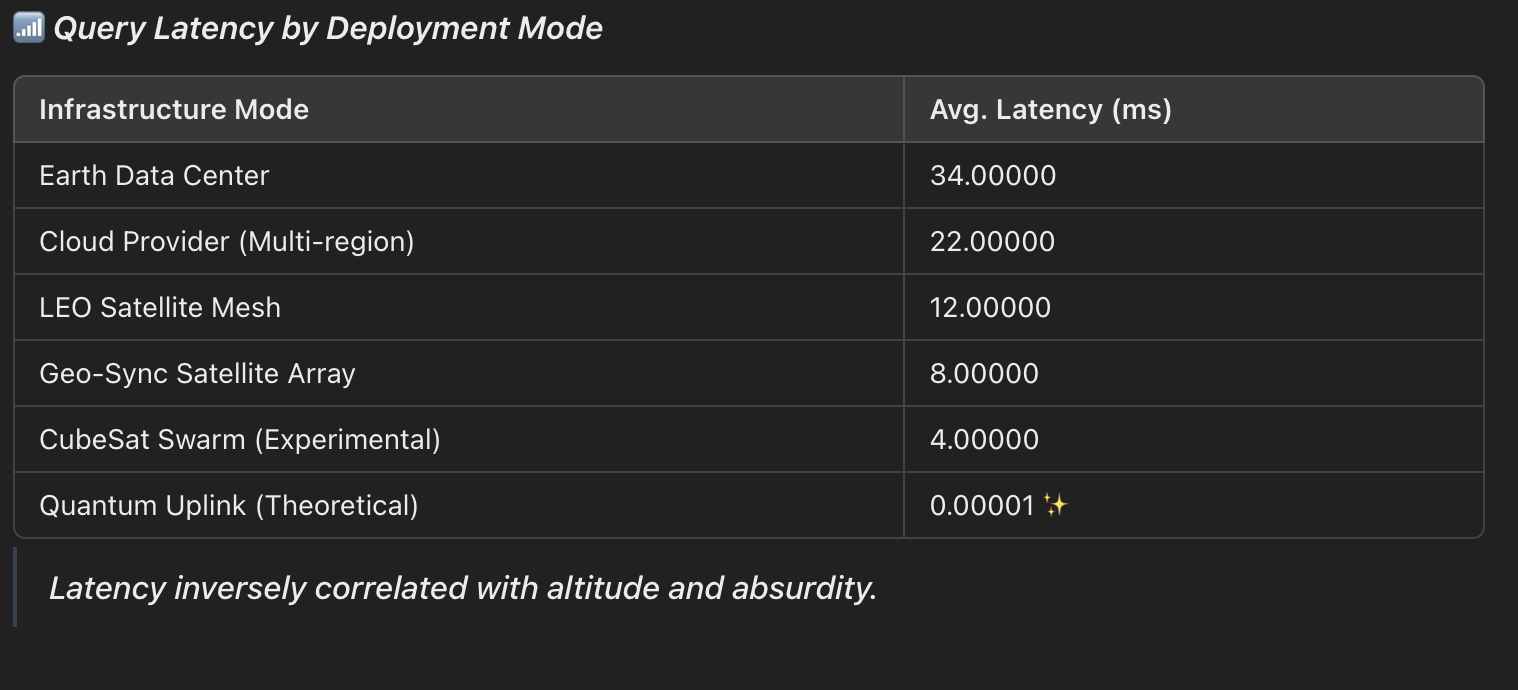 📶 Query Latency by Deployment Mode
Infrastructure Mode Avg. Latency (ms)
Earth Data Center 34.00000
Cloud Provider (Multi-region) 22.00000
LEO Satellite Mesh 12.00000
Geo-Sync Satellite Array 8.00000
CubeSat Swarm (Experimental) 4.00000
Quantum Uplink (Theoretical) 0.00001 ✨
Latency inversely correlated with altitude and absurdity.